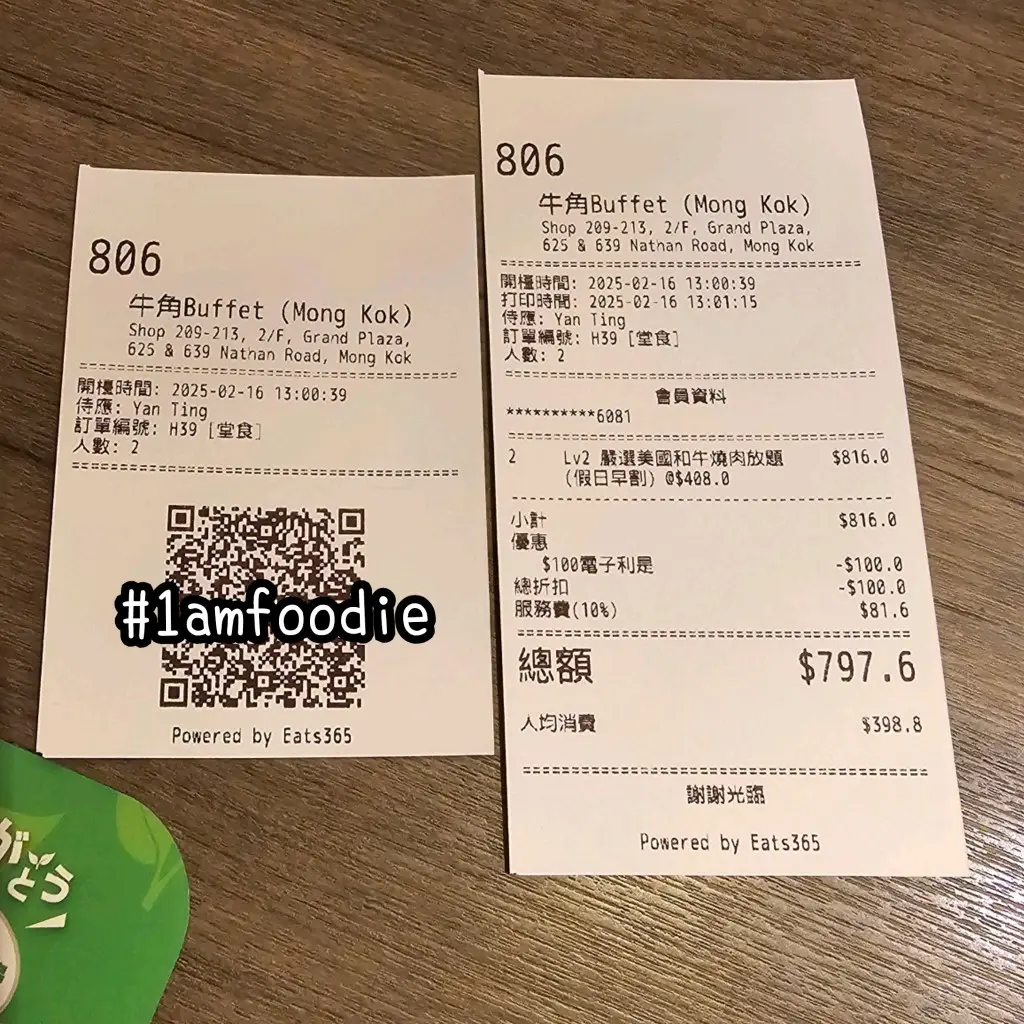 806
牛角Buffet (Mong Kok)
Shop 209-213, 2/F, Grand Plaza,
625 & 639 Nathan Road, Mong Kok
開檯時間: 2025-02-16 13:00:39
侍應: Yan Ting
訂單編號: H39 [堂食]
人數: 2
#1amfoodie
Powered by Eats365
806
牛角Buffet (Mong Kok)
Shop 209-213, 2/F, Grand Plaza,
625 & 639 Nathan Road, Mong Kok
開檯時間: 2025-02-16 13:00:39
打印時間: 2025-02-16 13:01:15
侍應: Yan Ting
訂單編號: H39 [堂食]
人數: 2
會員資料
**********6081
2 Lv2 嚴選美國和牛燒肉放題 $816.0
(假日早割) @$408.0
小計 $816.0
優惠
$100電子利是 -$100.0
總折扣 -$100.0
服務費(10%) $81.6
總額 $797.6
人均消費 $398.8
謝謝光臨
Powered by Eats365
が
とう